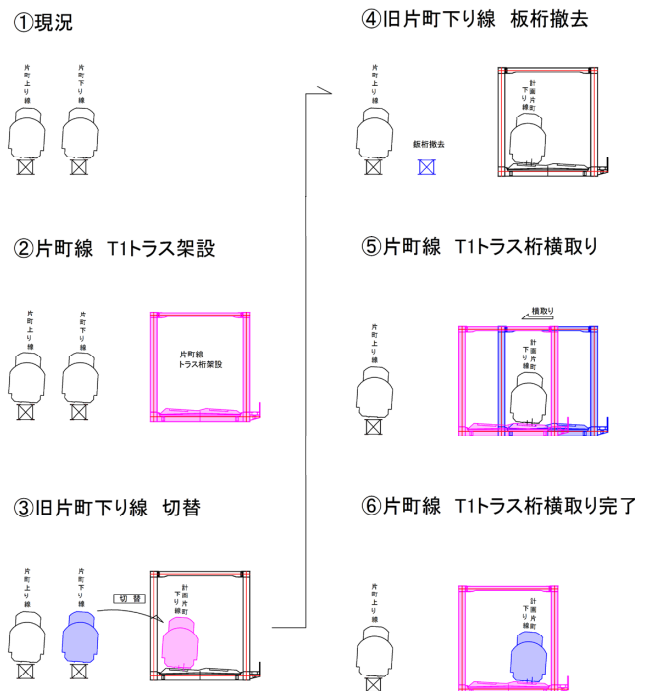 ①現況
片町上り線
片町下り線
②片町線 T1トラス架設
片町上り線
片町下り線
片町線
トラス桁架設
③旧片町下り線 切替
片町上り線
片町下り線
切替
計画片町
下り線
④旧片町下り線 板桁撤去
片町上り線
鈑桁撤去
計画片町
下り線
⑤片町線 T1トラス桁横取り
横取り
片町上り線
計画片町
下り線
⑥片町線 T1トラス桁横取り完了
片町上り線
計画片町
下り線